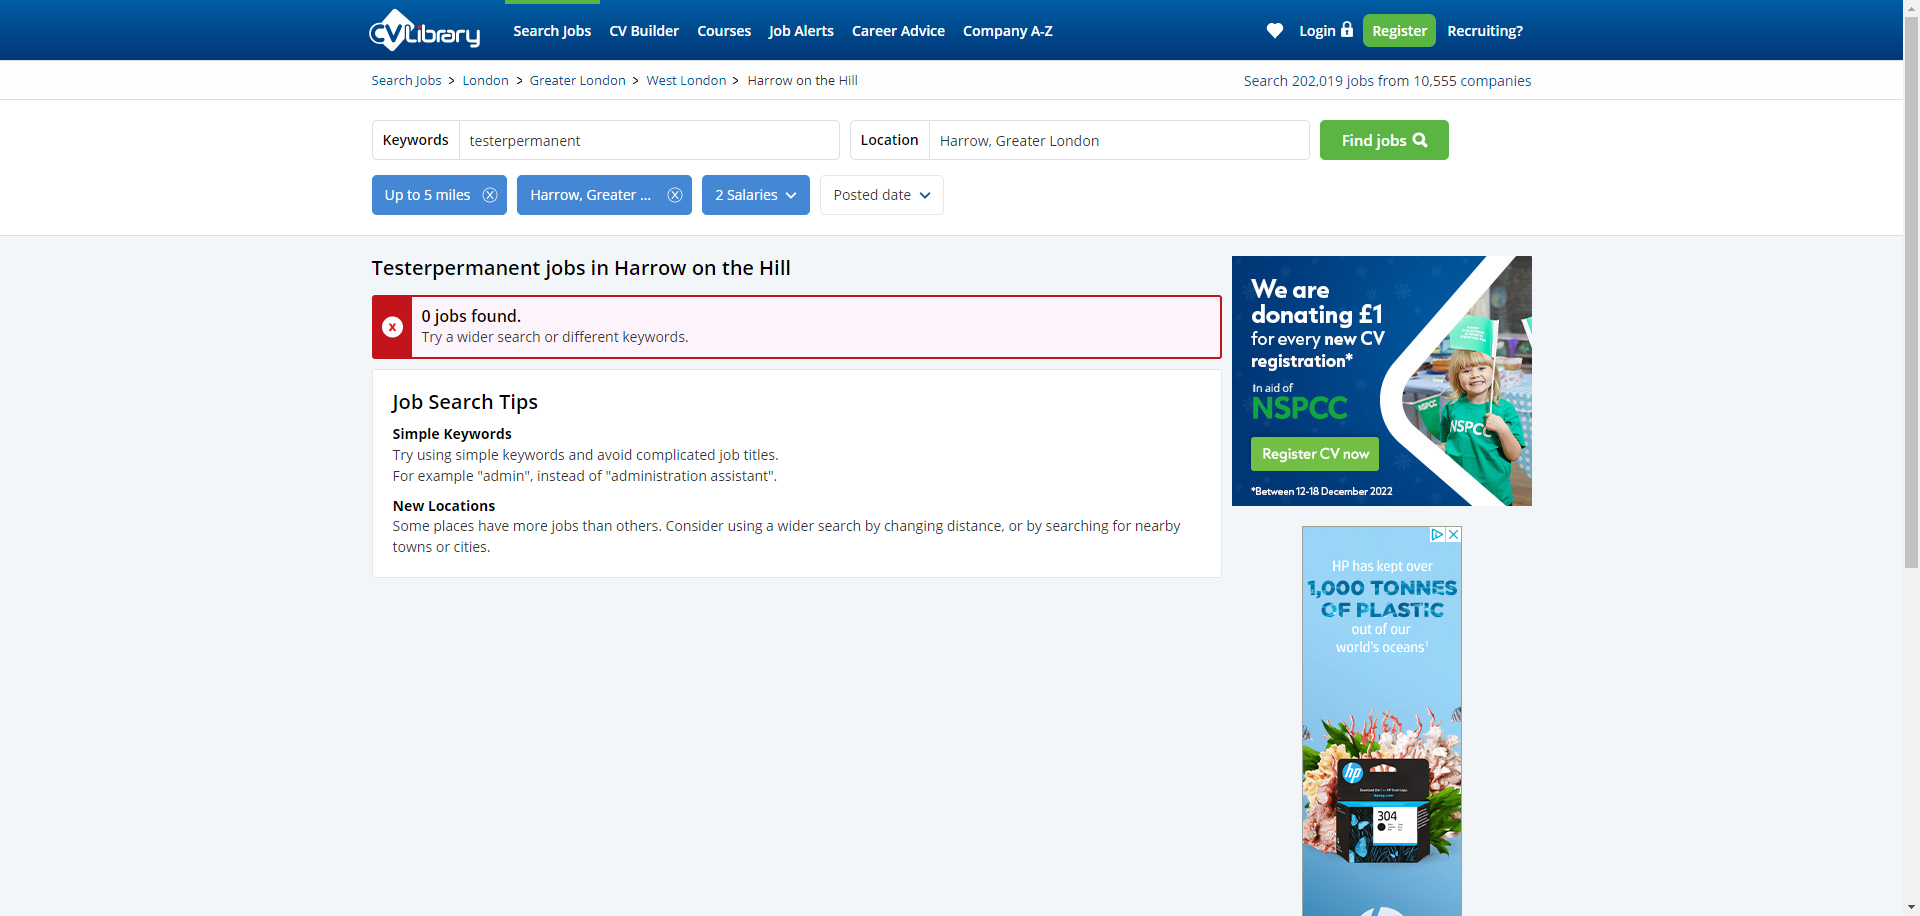 CVLibrary
Search Jobs
CV Builder
Courses
Job Alerts
Career Advice
Company A-Z
Login
Register
Recruiting?
Search Jobs > London > Greater London > West London > Harrow on the Hill
Search 202,019 jobs from 10,555 companies
Keywords
testerpermanent
Location
Harrow, Greater London
Find jobs
Up to 5 miles
Harrow, Greater ...
2 Salaries
Posted date
Testerpermanent jobs in Harrow on the Hill
0 jobs found.
Try a wider search or different keywords.
Job Search Tips
Simple Keywords
Try using simple keywords and avoid complicated job titles.
For example "admin", instead of "administration assistant".
New Locations
Some places have more jobs than others. Consider using a wider search by changing distance, or by searching for nearby
towns or cities.
We are
donating £1
for every new CV
registration*
In aid of
NSPCC
Register CV now
*Between 12-18 December 2022
NSPCC
NSPCC
HP has kept over
1,000 TONNES
OF PLASTIC
out of our
world's oceans¹
hp
304